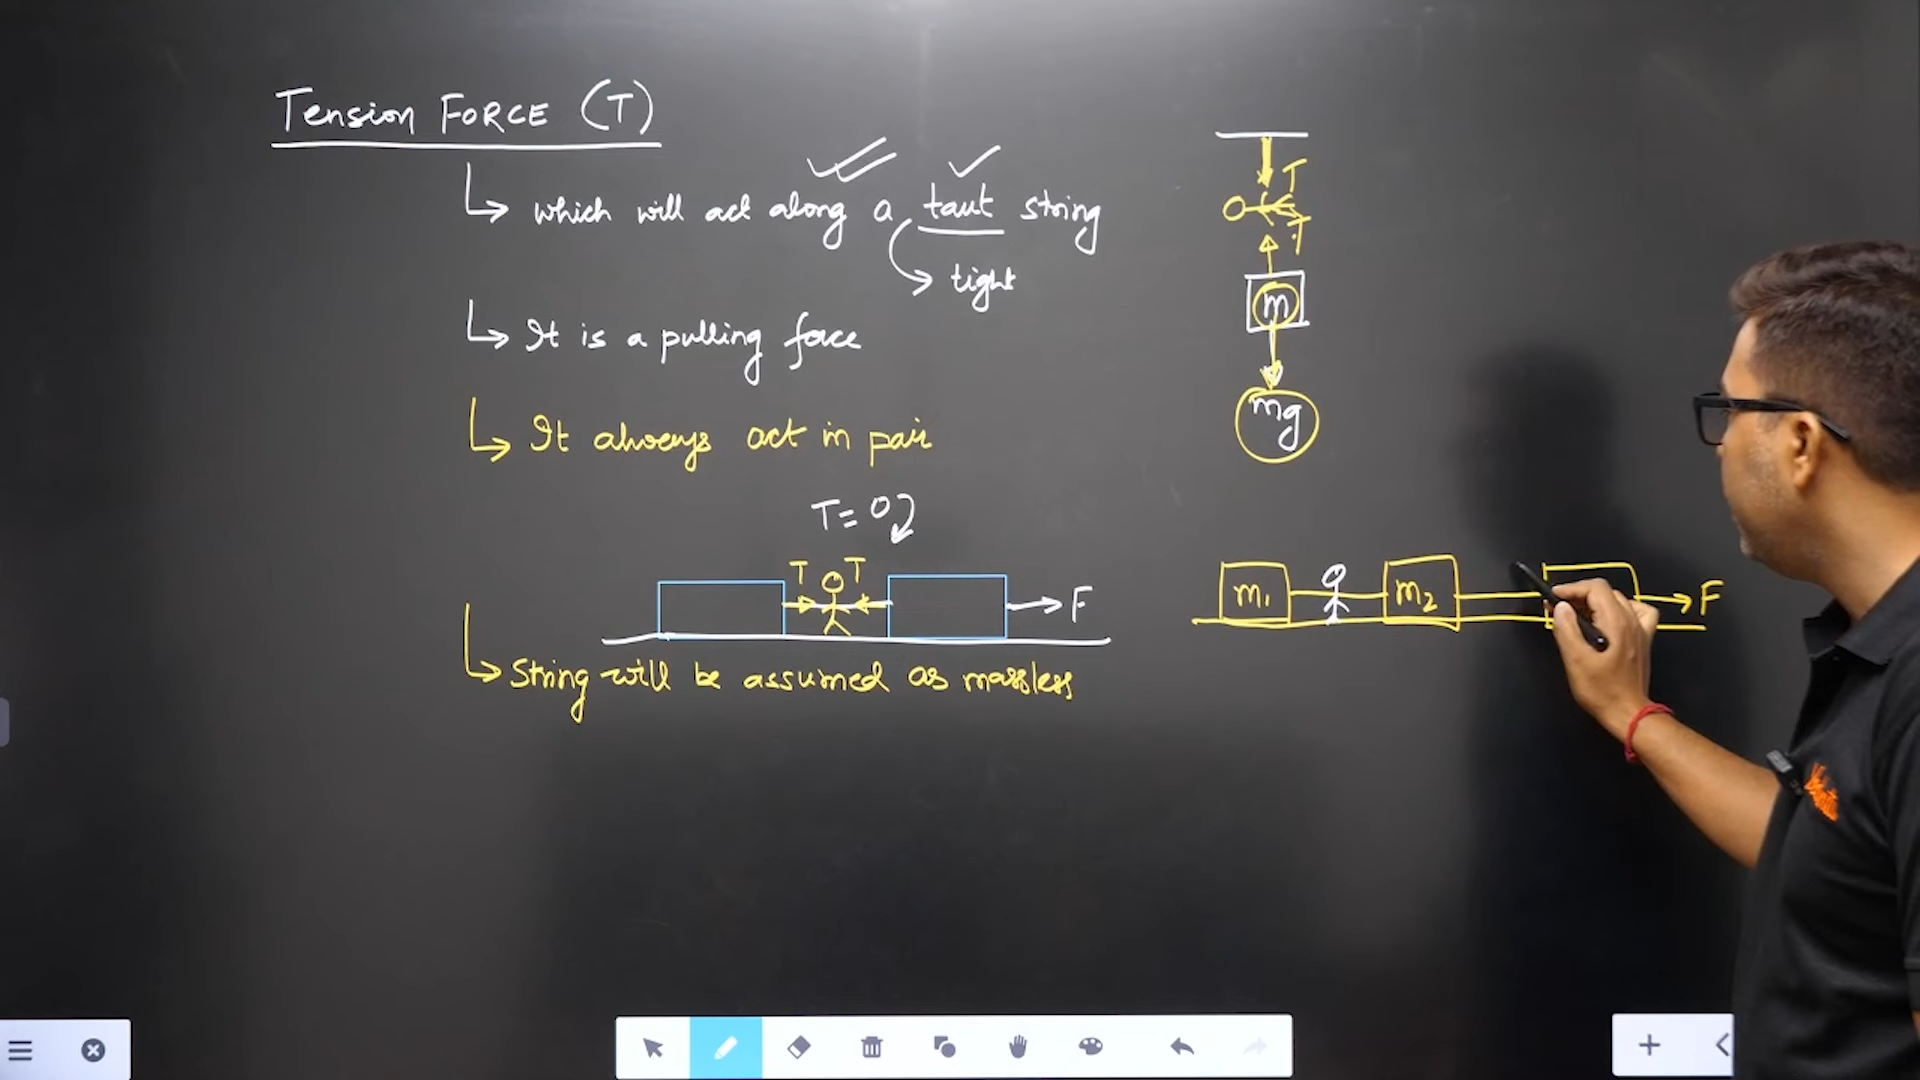 Tension FORCE (T)
which will act along a taut string
tight
It is a pulling force
It always act in pair
T = 0
T T
F
String will be assumed as massless
T
T
m
mg
m1 m2 F